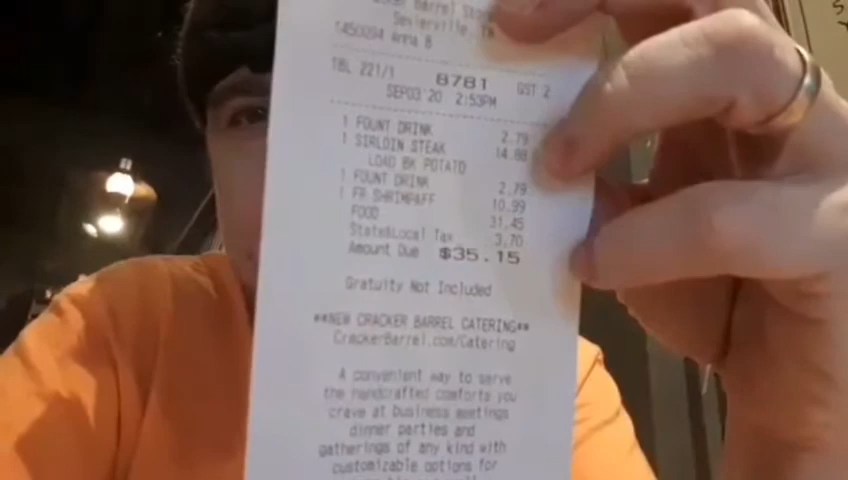 Barrel Store
Sevierville, TN
1450094 Anna B
TBL 221/1 8781 GST 2
SEP03'20 2:53PM
1 FOUNT DRINK 2.79
1 SIRLOIN STEAK 14.88
LOAD BK POTATO
1 FOUNT DRINK 2.79
1 FR SHRIMPAFF 10.99
FOOD 31.45
State&Local Tax 3.70
Amount Due $35.15
Gratuity Not Included
**NEW CRACKER BARREL CATERING**
CrackerBarrel.com/Catering
A convenient way to serve
the handcrafted comforts you
crave at business meetings
dinner parties and
gatherings of any kind with
customizable options for